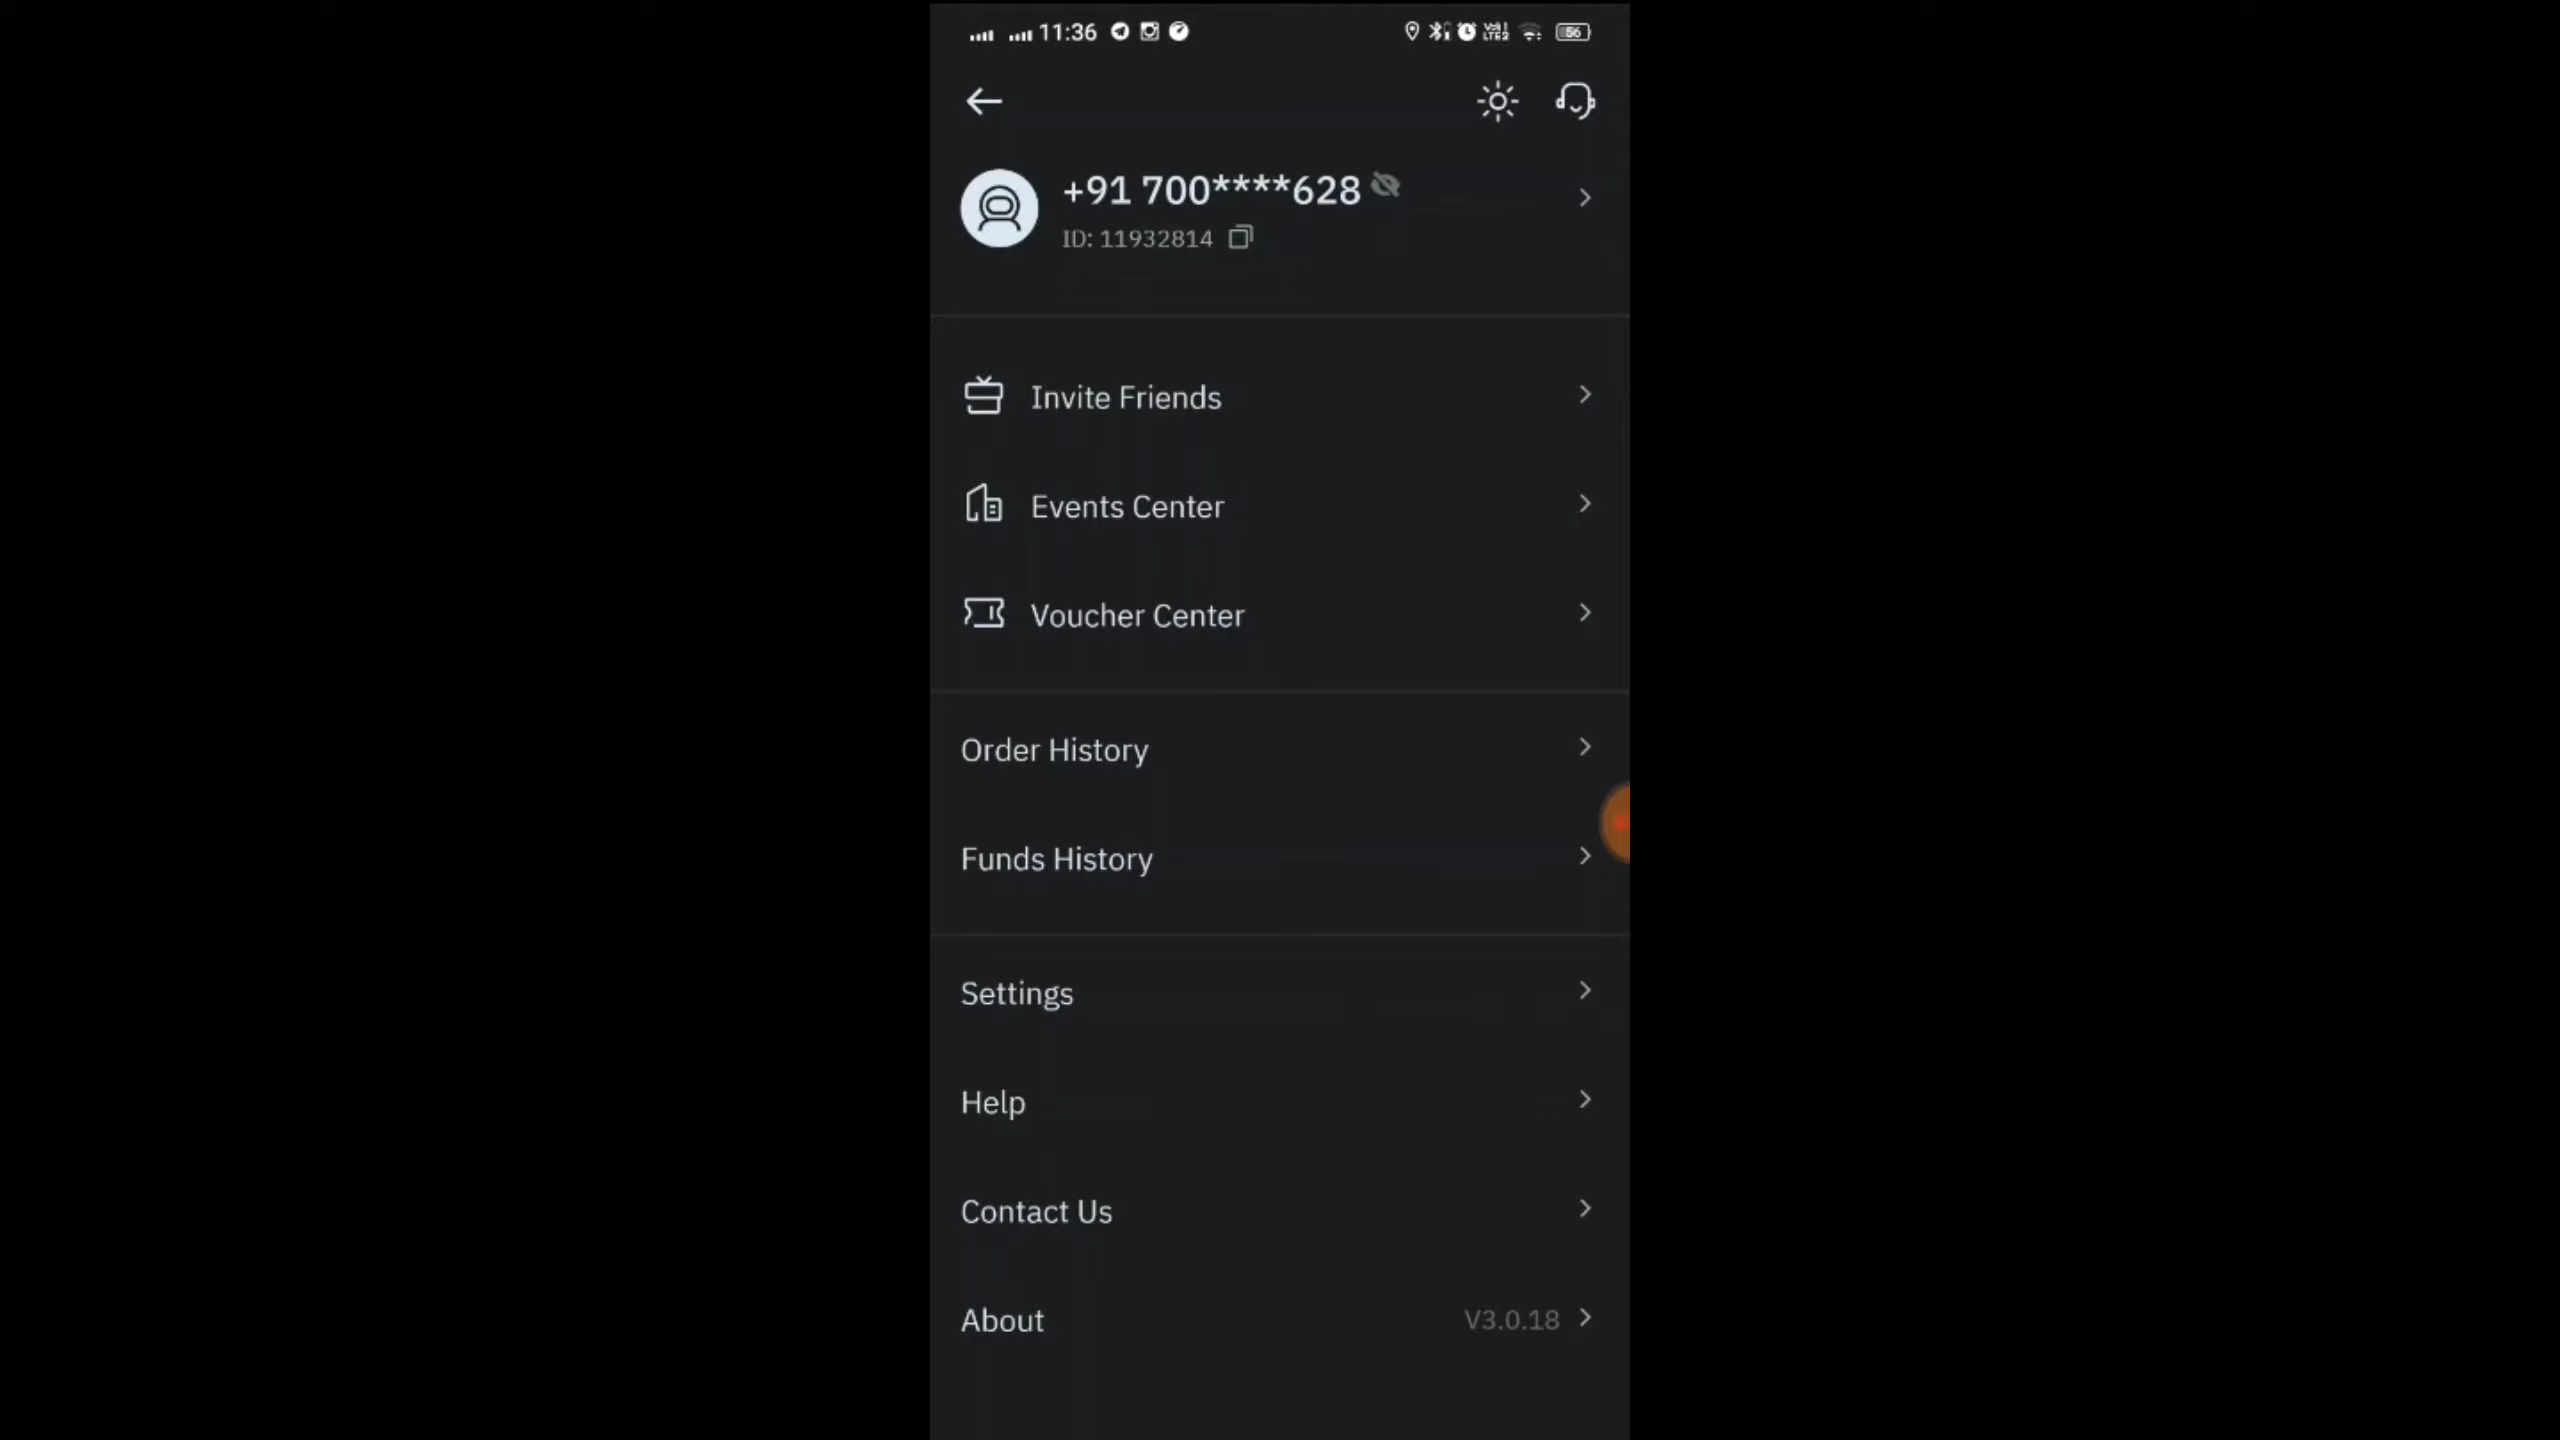 11:36
56
+91 700****628
ID: 11932814
Invite Friends
Events Center
Voucher Center
Order History
Funds History
Settings
Help
Contact Us
About
V3.0.18